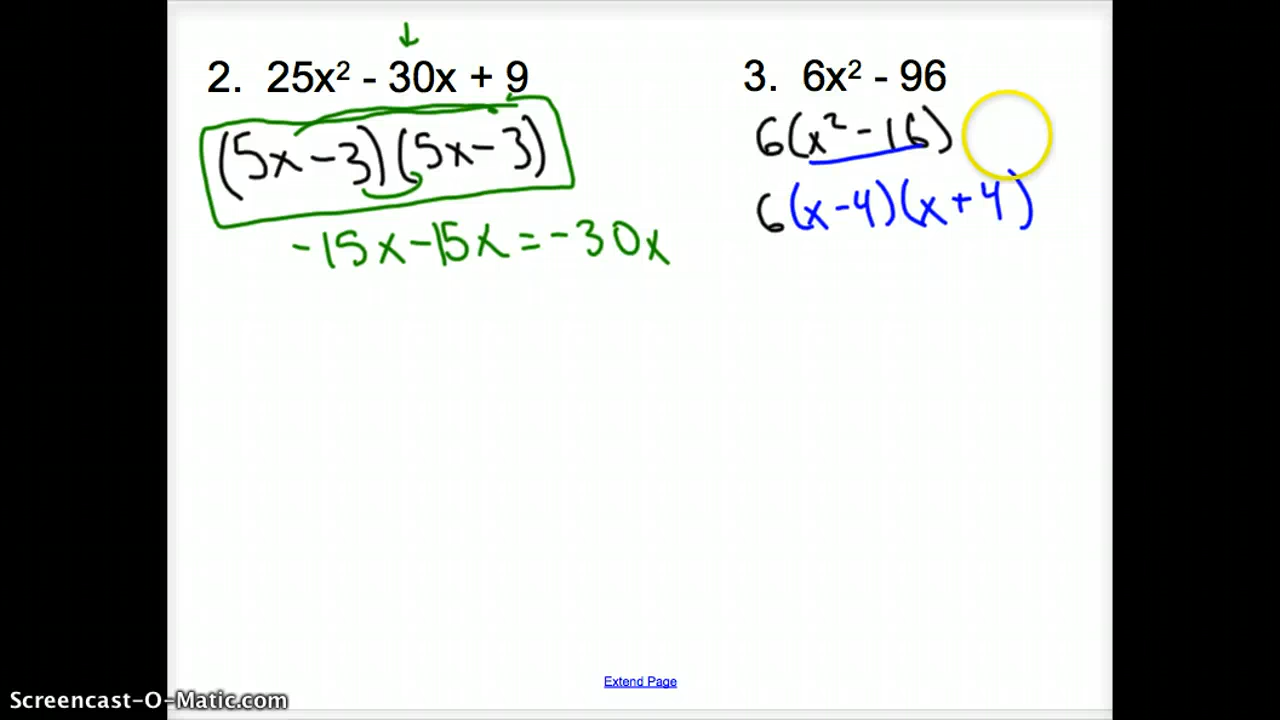 2. 25x² - 30x + 9
(5x - 3)(5x - 3)
-15x - 15x = -30x
3. 6x² - 96
6(x² - 16)
6(x - 4)(x + 4)
Extend Page
Screencast-O-Matic.com